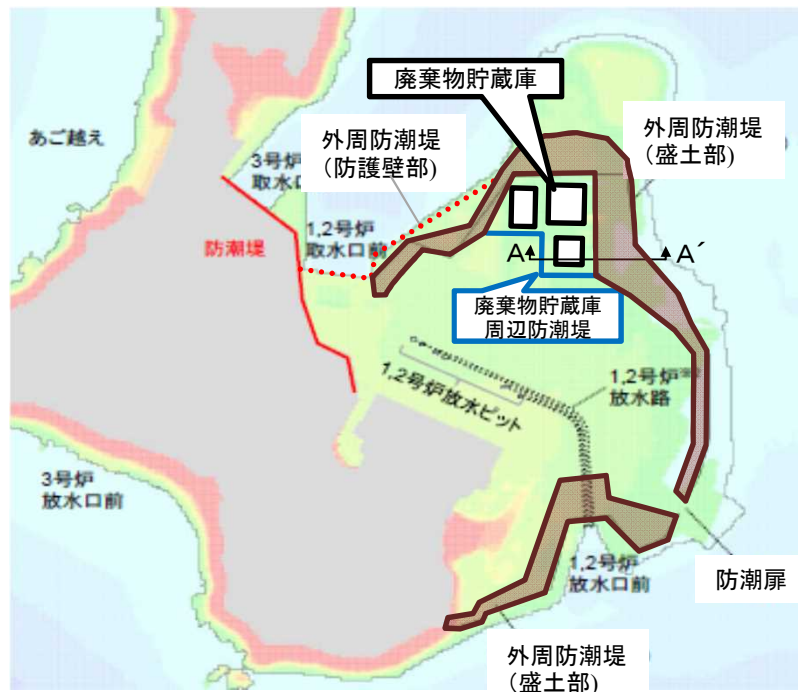 廃棄物貯蔵庫
あご越え
外周防潮堤
（防護壁部)
外周防潮堤
（盛土部）
3号炉
取水口前
1,2号炉
取水口前
防潮堤
A
A´
廃棄物貯蔵庫
周辺防潮堤
1,2号炉放水ピット
1,2号炉
放水路
3号炉
放水口前
1,2号炉
放水口前
防潮扉
外周防潮堤
（盛土部）